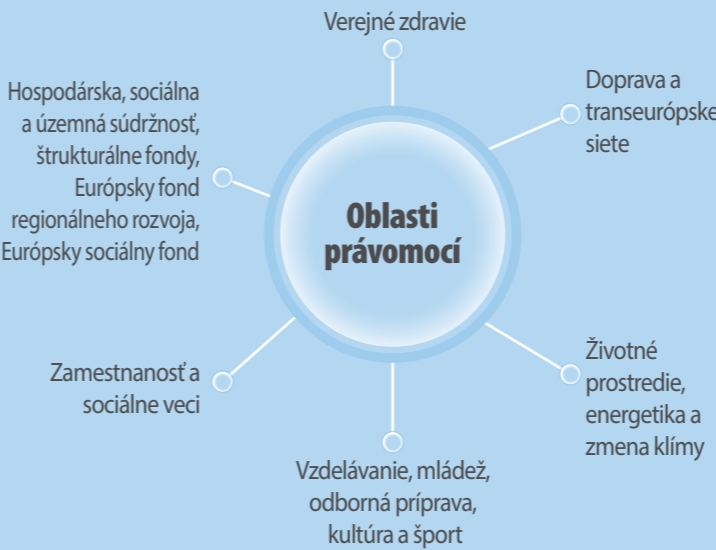 Verejné zdravie
Doprava a
transeurópske
siete
Hospodárska, sociálna
a územná súdržnosť,
štrukturálne fondy,
Európsky fond
regionálneho rozvoja,
Európsky sociálny fond
Oblasti
právomocí
Životné
prostredie,
energetika a
zmena klímy
Zamestnanosť a
sociálne veci
Vzdelávanie, mládež,
odborná príprava,
kultúra a šport